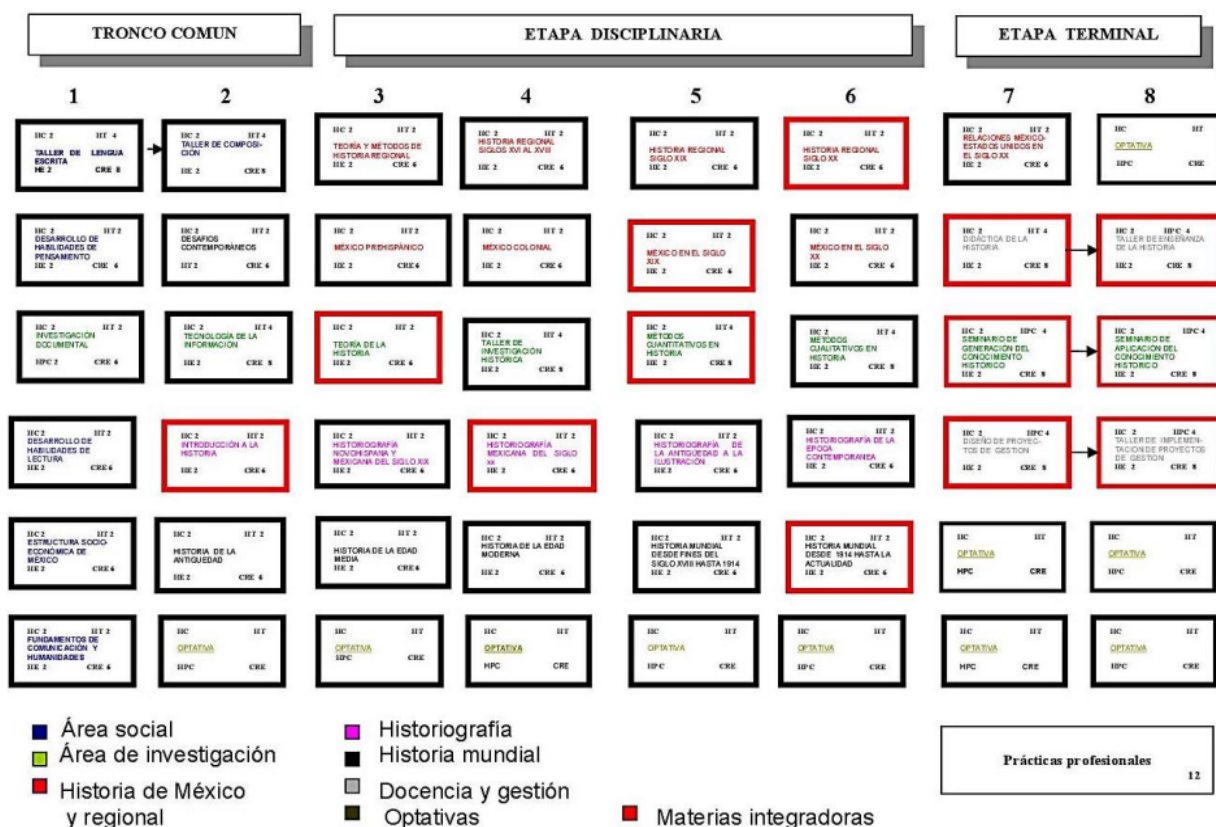 TRONCO COMUN
ETAPA DISCIPLINARIA
ETAPA TERMINAL
1
2
3
4
5
6
7
8
HC 2 HT 4
TALLER DE LENGUA
ESCRITA
HE 2 CRE 8
HC 2 HT 4
TALLER DE COMPOSI-
CIÓN
HE 2 CRE 8
HC 2 HT 2
TEORÍA Y MÉTODOS DE
HISTORIA REGIONAL
HE 2 CRE 6
HC 2 HT 2
HISTORIA REGIONAL
SIGLOS XVI AL XVIII
HE 2 CRE 6
HC 2 HT 2
HISTORIA REGIONAL
SIGLO XIX
HE 2 CRE 6
HC 2 HT 2
HISTORIA REGIONAL
SIGLO XX
HE 2 CRE 6
HC 2 HT 2
RELACIONES MÉXICO-
ESTADOS UNIDOS EN
EL SIGLO XX
HE 2 CRE 6
HC HT
OPTATIVA
HPC CRE
HC 2 HT 2
DESARROLLO DE
HABILIDADES DE
PENSAMIENTO
HE 2 CRE 6
HC 2 HT 2
DESAFIOS
CONTEMPORÁNEOS
HT 2 CRE 6
HC 2 HT 2
MÉXICO PREHISPÁNICO
HE 2 CRE 6
HC 2 HT 2
MÉXICO COLONIAL
HE 2 CRE 6
HC 2 HT 2
MÉXICO EN EL SIGLO
XIX
HE 2 CRE 6
HC 2 HT 2
MÉXICO EN EL SIGLO
XX
HE 2 CRE 6
HC 2 HT 4
DIDÁCTICA DE LA
HISTORIA
HE 2 CRE 8
HC 2 HPC 4
TALLER DE ENSEÑANZA
DE LA HISTORIA
HE 2 CRE 8
HC 2 HT 2
INVESTIGACIÓN
DOCUMENTAL
HPC 2 CRE 6
HC 2 HT 4
TECNOLOGÍA DE LA
INFORMACIÓN
HE 2 CRE 8
HC 2 HT 2
TEORÍA DE LA
HISTORIA
HE 2 CRE 6
HC 2 HT 4
TALLER DE
INVESTIGACIÓN
HISTÓRICA
HE 2 CRE 8
HC 2 HT 4
METODOS
CUANTITATIVOS EN
HISTORIA
HE 2 CRE 8
HC 2 HT 4
METODOS
CUALITATIVOS EN
HISTORIA
HE 2 CRE 8
HC 2 HPC 4
SEMINARIO DE
GENERACIÓN DEL
CONOCIMIENTO
HISTORICO
HE 2 CRE 8
HC 2 HPC 4
SEMINARIO DE
APLICACIÓN DEL
CONOCIMIENTO
HISTORICO
HE 2 CRE 8
HC 2 HT 2
DESARROLLO DE
HABILIDADES DE
LECTURA
HE 2 CRE 6
HC 2 HT 2
INTRODUCCIÓN A LA
HISTORIA
HE 2 CRE 6
HC 2 HT 2
HISTORIOGRAFÍA
NOVOHISPANA Y
MEXICANA DEL SIGLO XIX
HE 2 CRE 6
HC 2 HT 2
HISTORIOGRAFÍA
MEXICANA DEL SIGLO
HE 2 CRE 6
HC 2 HT 2
HISTORIOGRAFÍA DE
LA ANTIGÜEDAD A LA
ILUSTRACIÓN
HE 2 CRE 6
HC 2 HT 2
HISTORIOGRAFÍA DE LA
EPOCA
CONTEMPORANEA
HE 2 CRE 6
HC 2 HPC 4
DISEÑO DE PROYEC-
TOS DE GESTION
HE 2 CRE 8
HC 2 HPC 4
TALLER DE IMPLEMEN-
TACION DE PROYECTOS
DE GESTION
HE 2 CRE 8
HC 2 HT 2
ESTRUCTURA SOCIO-
ECONÓMICA DE
MÉXICO
HE 2 CRE 6
HC 2 HT 2
HISTORIA DE LA
ANTIGUEDAD
HE 2 CRE 6
HC 2 HT 2
HISTORIA DE LA EDAD
MEDIA
HE 2 CRE 6
HC 2 HT 2
HISTORIA DE LA EDAD
MODERNA
HE 2 CRE 6
HC 2 HT 2
HISTORIA MUNDIAL
DESDE FINES DEL
SIGLO XVIII HASTA 1914
HE 2 CRE 6
HC 2 HT 2
HISTORIA MUNDIAL
DESDE 1914 HASTA LA
ACTUALIDAD
HE 2 CRE 6
HC HT
OPTATIVA
HPC CRE
HC HT
OPTATIVA
HPC CRE
HC 2 HT 2
FUNDAMENTOS DE
COMUNICACIÓN Y
HUMANIDADES
HE 2 CRE 6
HC HT
OPTATIVA
HPC CRE
HC HT
OPTATIVA
HPC CRE
HC HT
OPTATIVA
HPC CRE
HC HT
OPTATIVA
HPC CRE
HC HT
OPTATIVA
HPC CRE
HC HT
OPTATIVA
HPC CRE
HC HT
OPTATIVA
HPC CRE
Área social
Área de investigación
Historia de México
y regional
Historiografía
Historia mundial
Docencia y gestión
Optativas
Materias integradoras
Prácticas profesionales
12